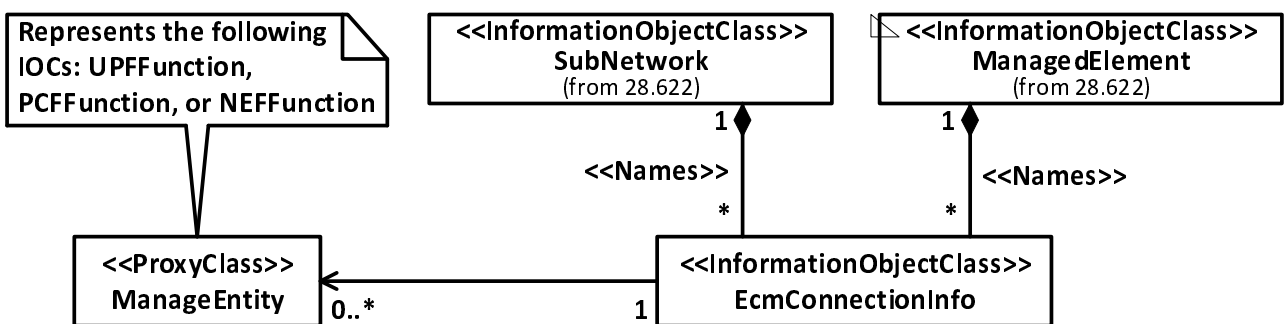 Represents the following
IOCs: UPFFunction,
PCFFunction, or NEFFunction
<<InformationObjectClass>>
SubNetwork
(from 28.622)
<<InformationObjectClass>>
ManagedElement
(from 28.622)
1
1
<<Names>>
<<Names>>
*
*
<<ProxyClass>>
ManageEntity
0..*
1
<<InformationObjectClass>>
EcmConnectionInfo